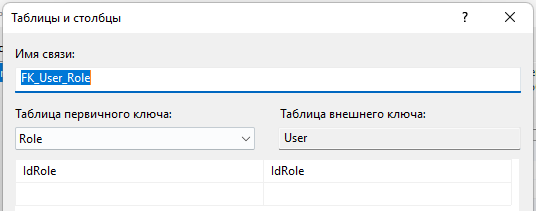 Таблицы и столбцы
?
Имя связи:
FK_User_Role
Таблица первичного ключа:
Таблица внешнего ключа:
Role
User
IdRole
IdRole